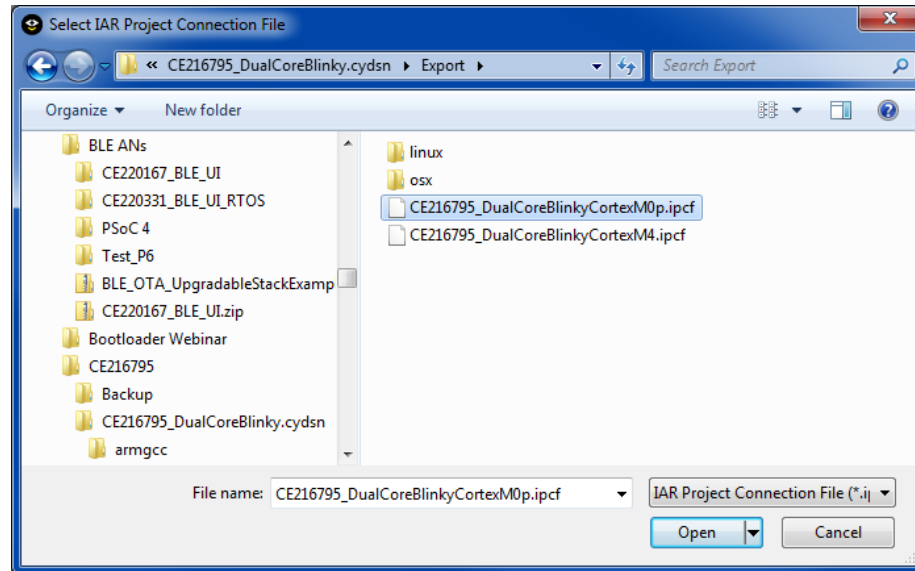 Select IAR Project Connection File
« CE216795_DualCoreBlinky.cydsn ▸ Export ▸
Search Export
Organize
New folder
BLE ANs
CE220167_BLE_UI
CE220331_BLE_UI_RTOS
PSoC 4
Test_P6
BLE_OTA_UpgradableStackExamp
CE220167_BLE_UI.zip
Bootloader Webinar
CE216795
Backup
CE216795_DualCoreBlinky.cydsn
armgcc
linux
osx
CE216795_DualCoreBlinkyCortexM0p.ipcf
CE216795_DualCoreBlinkyCortexM4.ipcf
File name: CE216795_DualCoreBlinkyCortexM0p.ipcf
IAR Project Connection File (*.ij
Open
Cancel